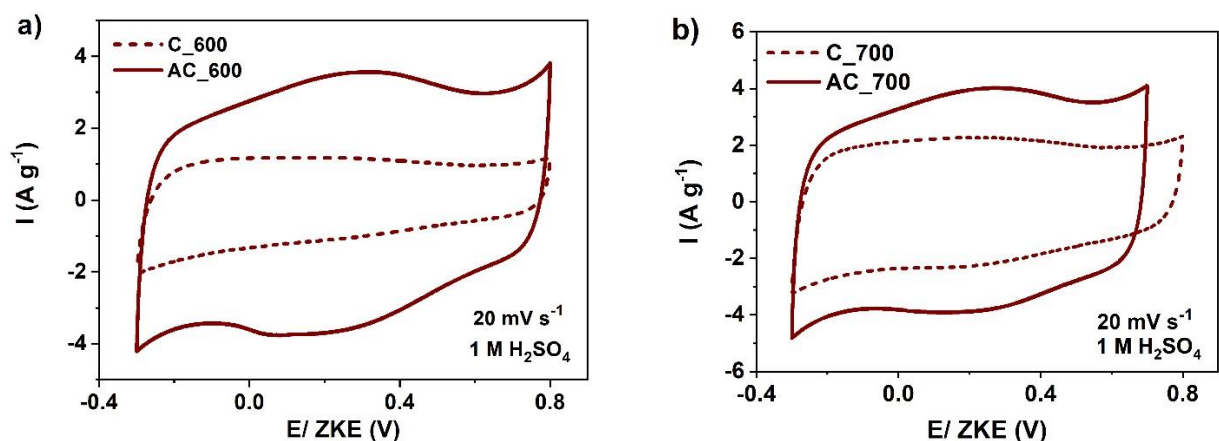 a)
C_600
AC_600
I (A g⁻¹)
4
2
0
-2
-4
-0.4
0.0
0.4
0.8
E/ ZKE (V)
20 mV s⁻¹
1 M H₂SO₄
b)
C_700
AC_700
I (A g⁻¹)
6
4
2
0
-2
-4
-6
-0.4
0.0
0.4
0.8
E/ ZKE (V)
20 mV s⁻¹
1 M H₂SO₄